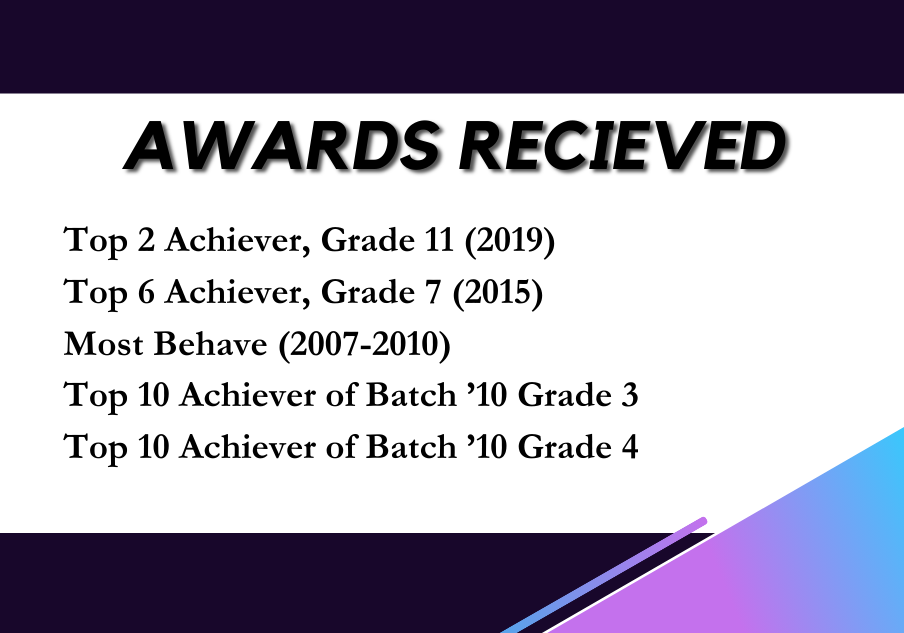 AWARDS RECIEVED
Top 2 Achiever, Grade 11 (2019)
Top 6 Achiever, Grade 7 (2015)
Most Behave (2007-2010)
Top 10 Achiever of Batch ’10 Grade 3
Top 10 Achiever of Batch ’10 Grade 4